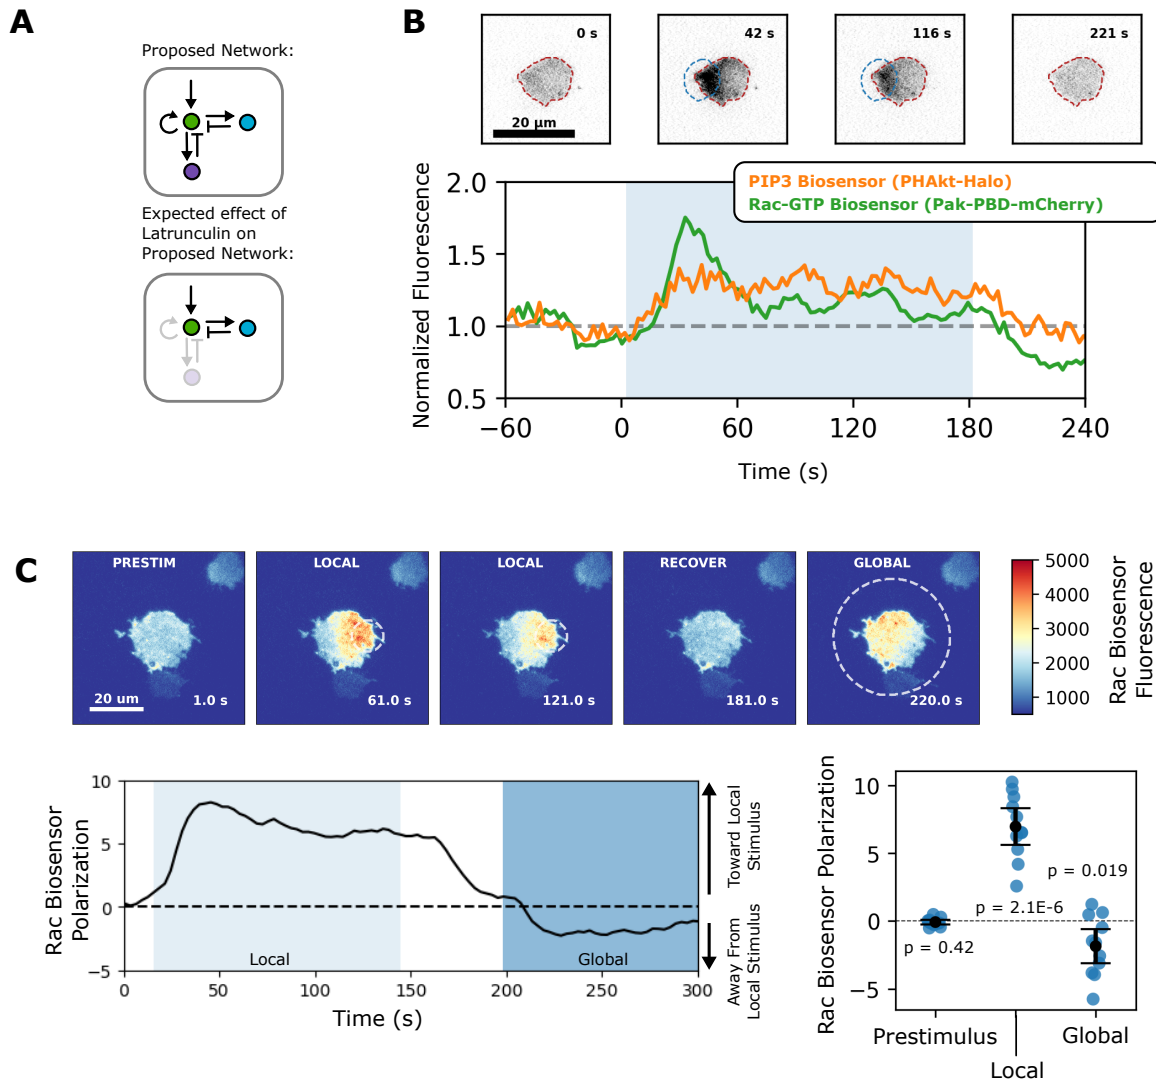 A
Proposed Network:
Expected effect of
Latrunculin on
Proposed Network:
B
0 s
42 s
116 s
221 s
20 µm
PIP3 Biosensor (PHAkt-Halo)
Rac-GTP Biosensor (Pak-PBD-mCherry)
Normalized Fluorescence
2.0
1.5
1.0
0.5
−60
0
60
120
180
240
Time (s)
C
PRESTIM
LOCAL
LOCAL
RECOVER
GLOBAL
20 um
1.0 s
61.0 s
121.0 s
181.0 s
220.0 s
5000
4000
3000
2000
1000
Rac Biosensor
Fluorescence
Rac Biosensor
Polarization
10
5
0
−5
Local
Global
0
50
100
150
200
250
300
Time (s)
Toward Local
Stimulus
Away From
Local Stimulus
Rac Biosensor Polarization
10
5
0
−5
p = 0.42
p = 2.1E-6
p = 0.019
Prestimulus
Local
Global